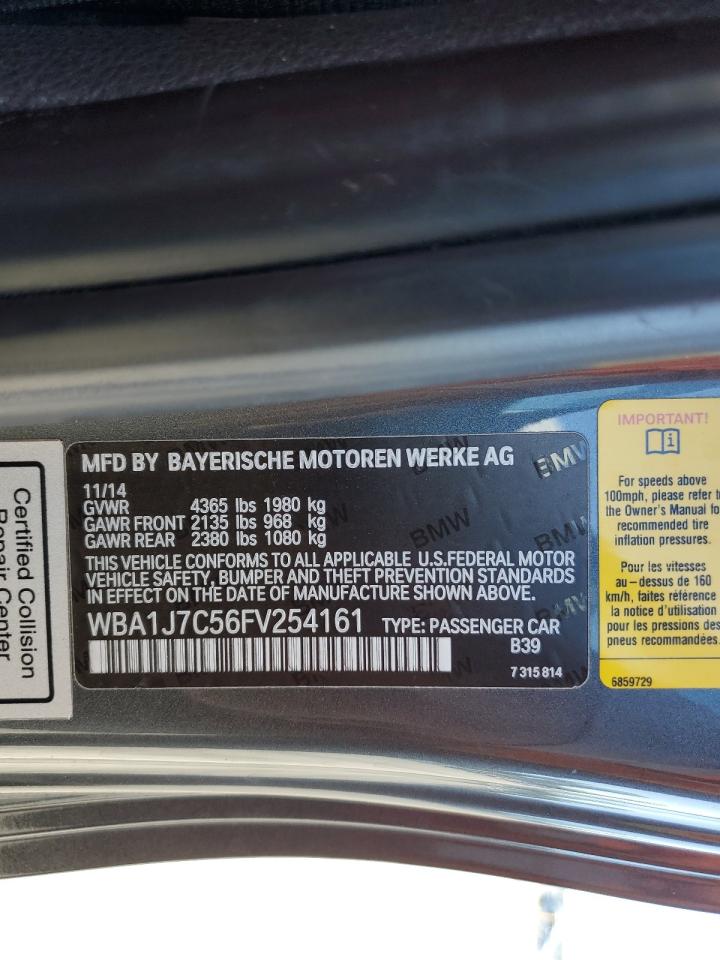 Certified Collision
Repair Center
MFD BY BAYERISCHE MOTOREN WERKE AG
11/14
GVWR 4365 lbs 1980 kg
GAWR FRONT 2135 lbs 968 kg
GAWR REAR 2380 lbs 1080 kg
THIS VEHICLE CONFORMS TO ALL APPLICABLE U.S.FEDERAL MOTOR
VEHICLE SAFETY, BUMPER AND THEFT PREVENTION STANDARDS
IN EFFECT ON THE DATE OF MANUFACTURE SHOWN ABOVE.
WBA1J7C56FV254161 TYPE: PASSENGER CAR
B39
7 315 814
BMW
BMW
BMW
IMPORTANT!
For speeds above
100mph, please refer
the Owner's Manual
recommended tire
inflation pressures.
Pour les vitesses
au-dessus de 160
km/h, faites référence
la notice d'utilisation
pour les pressions des
pneus recommandées.
6859729